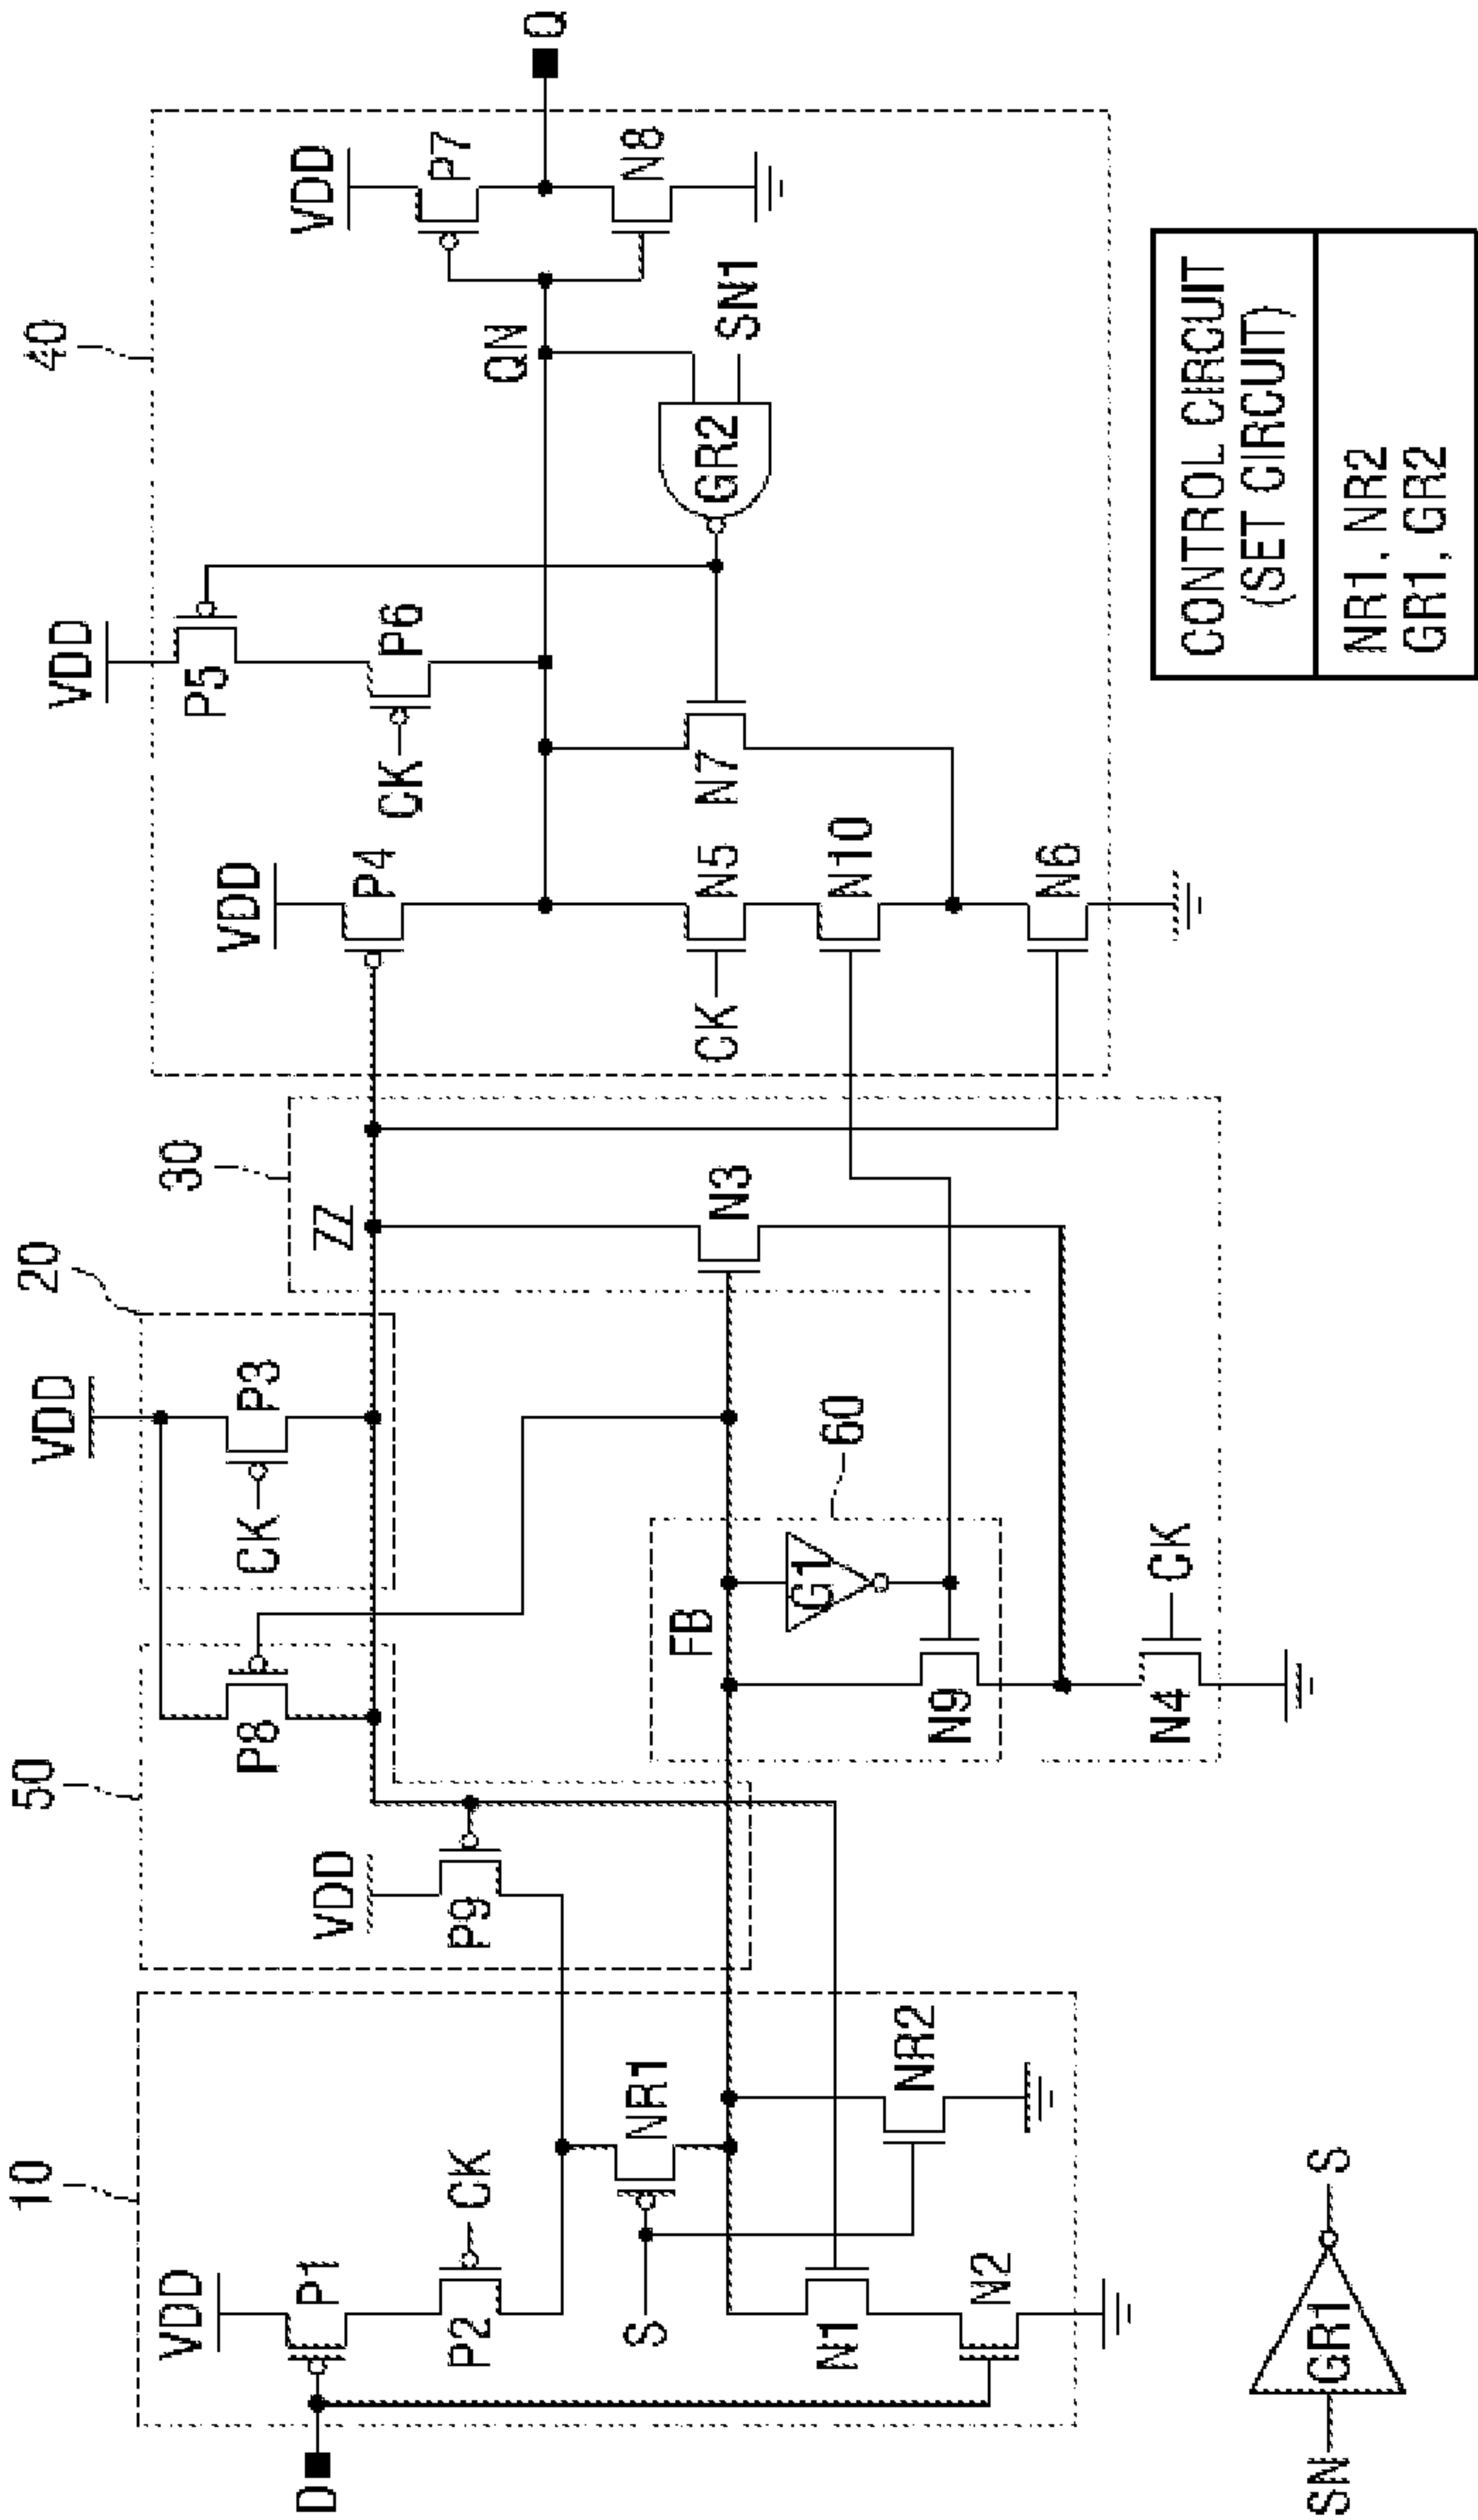 10
20
30
40
50
60
D
VDD
P1
P2
CK
S
NR1
NR2
N1
M2
VDD
P9
P8
VDD
P3
CK
ZZ
FB
G1
N9
N3
N4
CK
VDD
P4
CK
N5
N10
N6
N7
VDD
P5
CK
P6
QN
GR2
SN1
VDD
P7
N8
Q
SN
GR1
S
CONTROL CIRCUIT
(SET CIRCUIT)
NR1, NR2
GR1, GR2